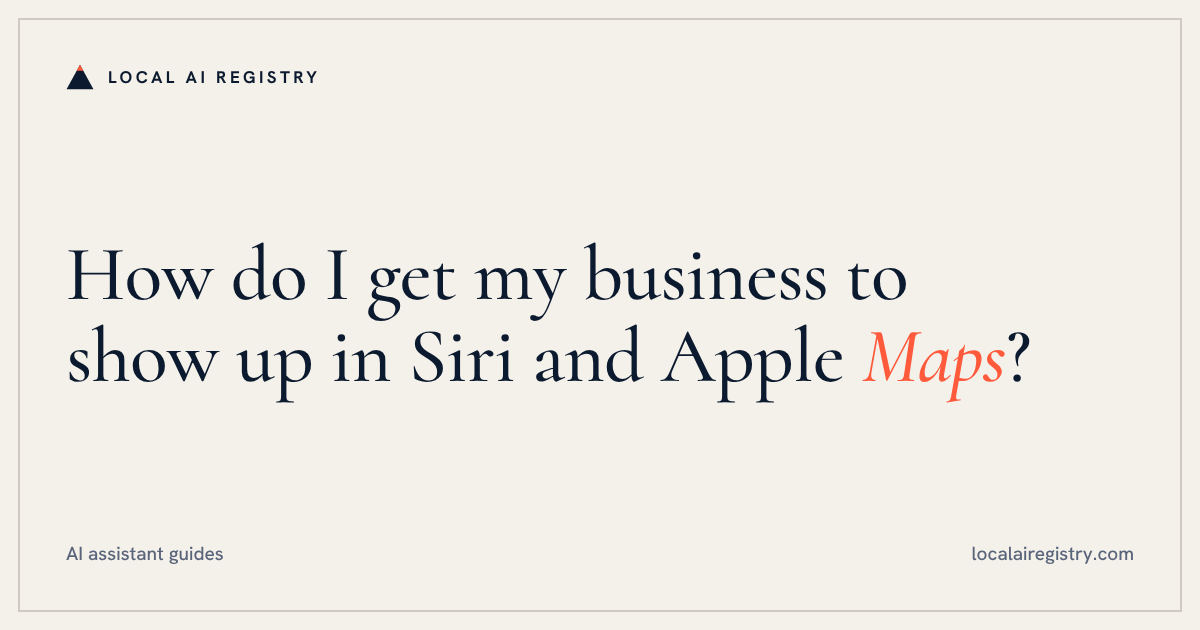 LOCAL AI REGISTRY
How do I get my business to
show up in Siri and Apple Maps?
AI assistant guides
localairegistry.com